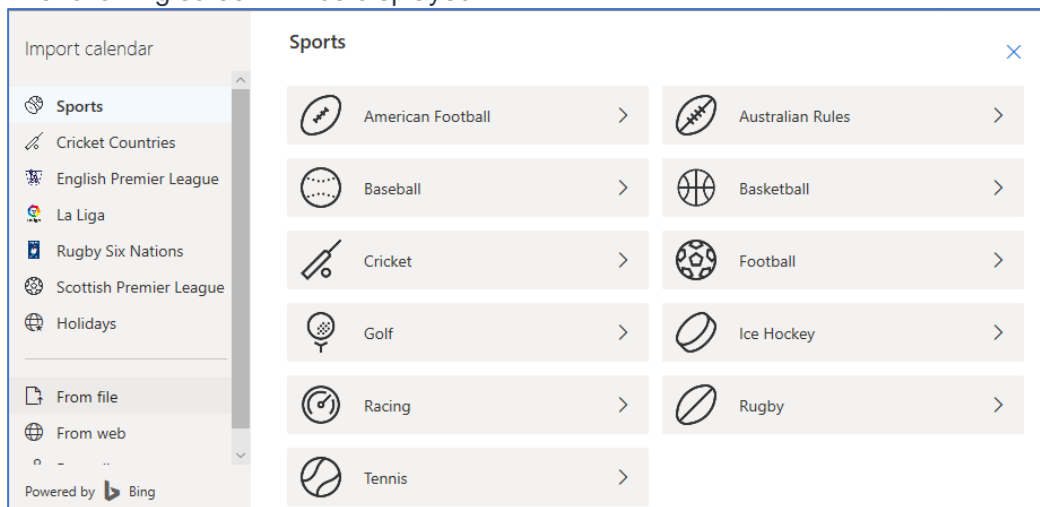 Import calendar
Sports
Cricket Countries
English Premier League
La Liga
Rugby Six Nations
Scottish Premier League
Holidays
From file
From web
Powered by Bing
Sports
American Football
Australian Rules
Baseball
Basketball
Cricket
Football
Golf
Ice Hockey
Racing
Rugby
Tennis